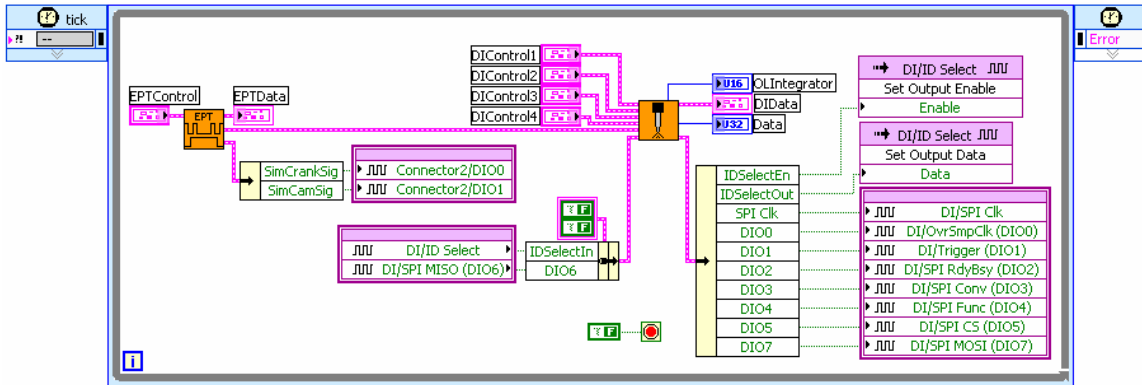 tick
?!
--
Error
EPTControl
EPTData
EPT
DIControl1
DIControl2
DIControl3
DIControl4
U16 OLIntegrator
DIData
U32 Data
DI/ID Select
Set Output Enable
Enable
DI/ID Select
Set Output Data
Data
SimCrankSig
SimCamSig
Connector2/DIO0
Connector2/DIO1
T F
T F
DI/ID Select
DI/SPI MISO (DIO6)
IDSelectIn
DIO6
IDSelectEn
IDSelectOut
SPI Clk
DIO0
DIO1
DIO2
DIO3
DIO4
DIO5
DIO7
DI/SPI Clk
DI/OvrSmpClk (DIO0)
DI/Trigger (DIO1)
DI/SPI RdyBsy (DIO2)
DI/SPI Conv (DIO3)
DI/SPI Func (DIO4)
DI/SPI CS (DIO5)
DI/SPI MOSI (DIO7)
T F
i